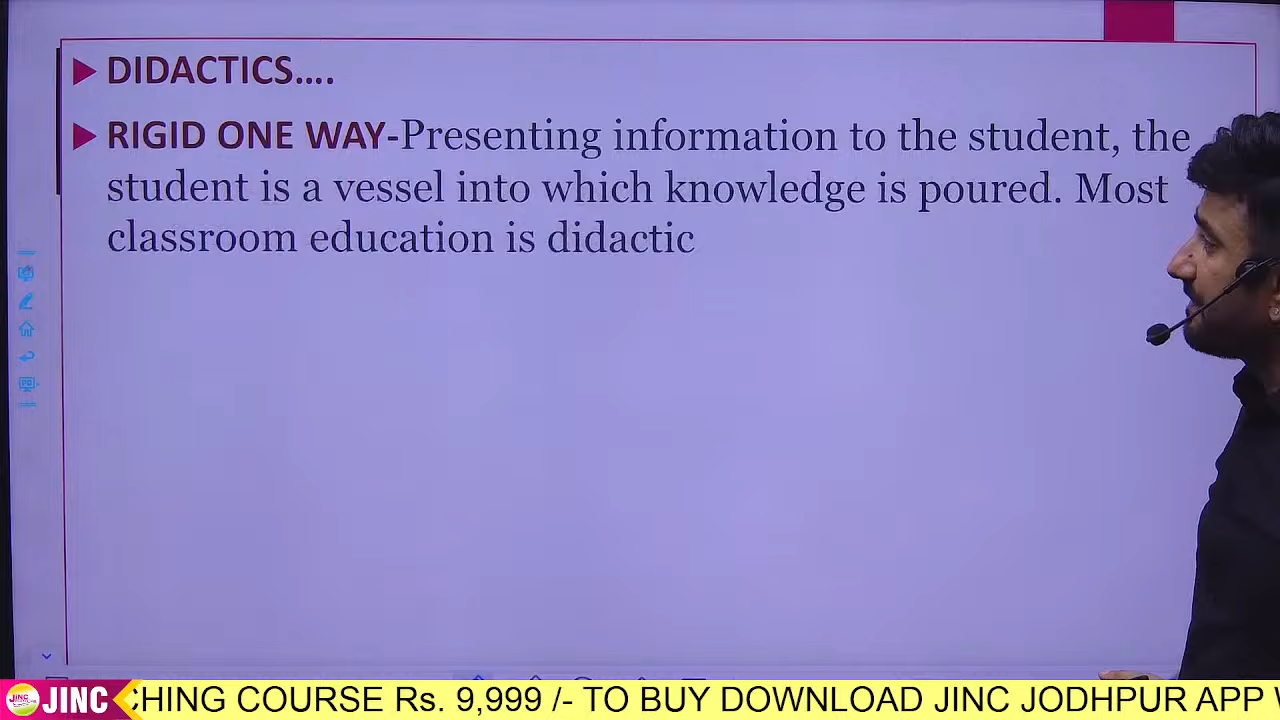 DIDACTICS....
RIGID ONE WAY-Presenting information to the student, the
student is a vessel into which knowledge is poured. Most
classroom education is didactic
JINC
CHING COURSE Rs. 9,999 /- TO BUY DOWNLOAD JINC JODHPUR APP